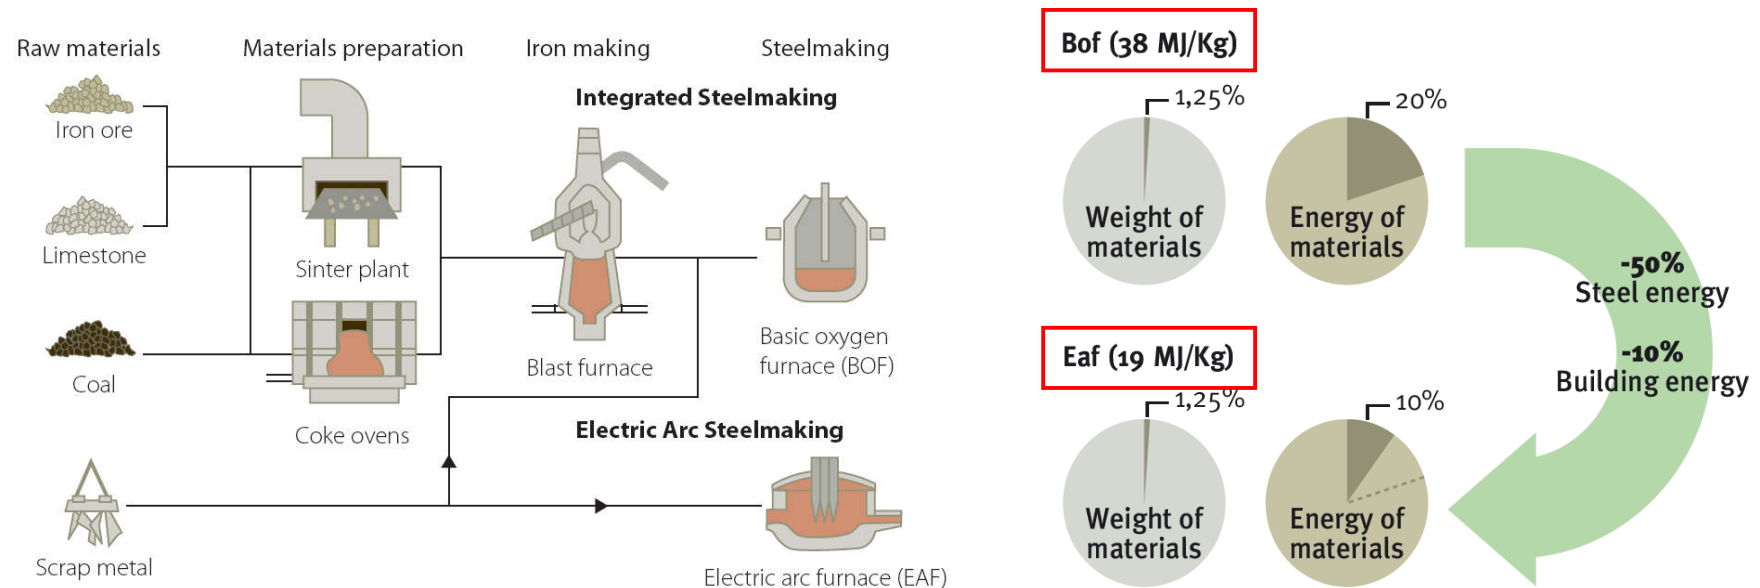 Raw materials
Materials preparation
Iron making
Steelmaking
Integrated Steelmaking
Iron ore
Limestone
Sinter plant
Coal
Coke ovens
Blast furnace
Basic oxygen
furnace (BOF)
Electric Arc Steelmaking
Scrap metal
Electric arc furnace (EAF)
Bof (38 MJ/Kg)
1,25%
Weight of
materials
20%
Energy of
materials
-50%
Steel energy
-10%
Building energy
Eaf (19 MJ/Kg)
1,25%
Weight of
materials
10%
Energy of
materials